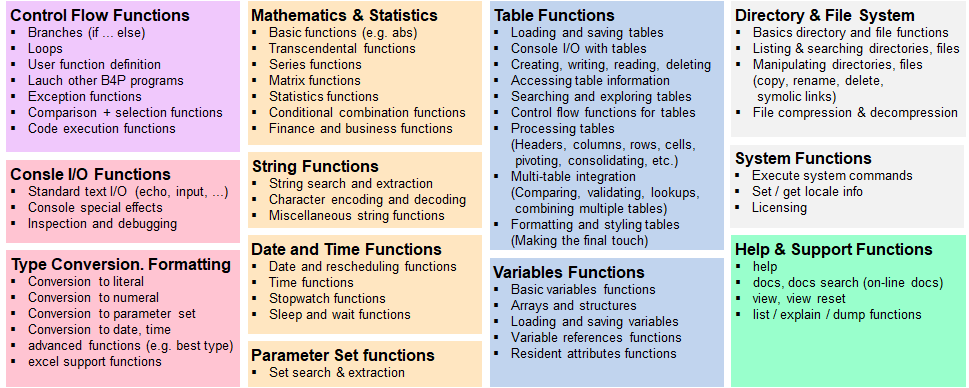 Control Flow Functions
▪ Branches (if ... else)
▪ Loops
▪ User function definition
▪ Lauch other B4P programs
▪ Exception functions
▪ Comparison + selection functions
▪ Code execution functions
Consle I/O Functions
▪ Standard text I/O (echo, input, ...)
▪ Console special effects
▪ Inspection and debugging
Type Conversion. Formatting
▪ Conversion to literal
▪ Conversion to numeral
▪ Conversion to parameter set
▪ Conversion to date, time
▪ advanced functions (e.g. best type)
▪ excel support functions
Mathematics & Statistics
▪ Basic functions (e.g. abs)
▪ Transcendental functions
▪ Series functions
▪ Matrix functions
▪ Statistics functions
▪ Conditional combination functions
▪ Finance and business functions
String Functions
▪ String search and extraction
▪ Character encoding and decoding
▪ Miscellaneous string functions
Date and Time Functions
▪ Date and rescheduling functions
▪ Time functions
▪ Stopwatch functions
▪ Sleep and wait functions
Parameter Set functions
▪ Set search & extraction
Table Functions
▪ Loading and saving tables
▪ Console I/O with tables
▪ Creating, writing, reading, deleting
▪ Accessing table information
▪ Searching and exploring tables
▪ Control flow functions for tables
▪ Processing tables
(Headers, columns, rows, cells,
pivoting, consolidating, etc.)
▪ Multi-table integration
(Comparing, validating, lookups,
combining multiple tables)
▪ Formatting and styling tables
(Making the final touch)
Variables Functions
▪ Basic variables functions
▪ Arrays and structures
▪ Loading and saving variables
▪ Variable references functions
▪ Resident attributes functions
Directory & File System
▪ Basics directory and file functions
▪ Listing & searching directories, files
▪ Manipulating directories, files
(copy, rename, delete,
symolic links)
▪ File compression & decompression
System Functions
▪ Execute system commands
▪ Set / get locale info
▪ Licensing
Help & Support Functions
▪ help
▪ docs, docs search (on-line docs)
▪ view, view reset
▪ list / explain / dump functions